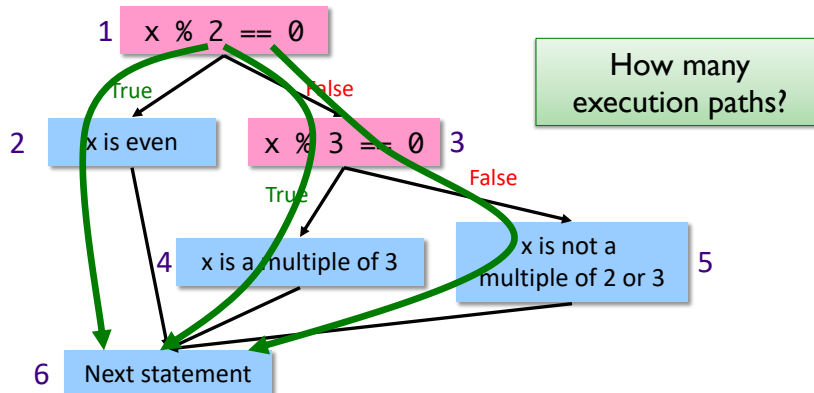 1 x % 2 == 0
How many
execution paths?
True
False
2 x is even
x % 3 == 0 3
True
False
4 x is a multiple of 3
x is not a
multiple of 2 or 3 5
6 Next statement